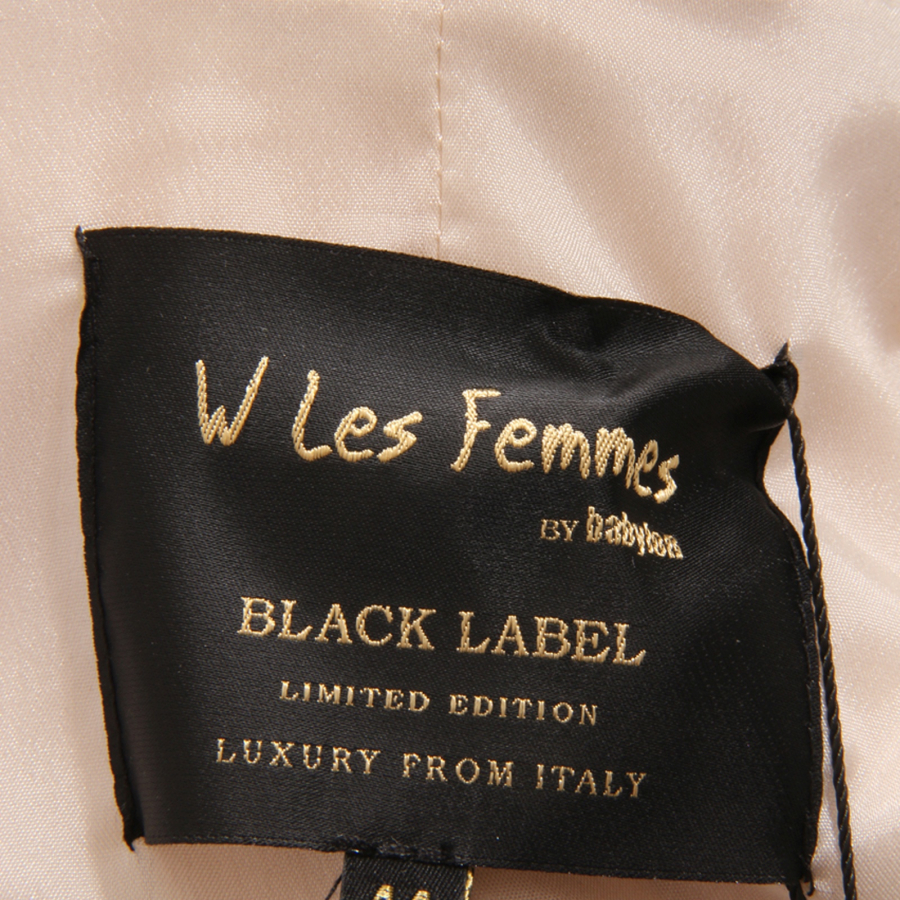 W Les Femmes
BY babylon
BLACK LABEL
LIMITED EDITION
LUXURY FROM ITALY